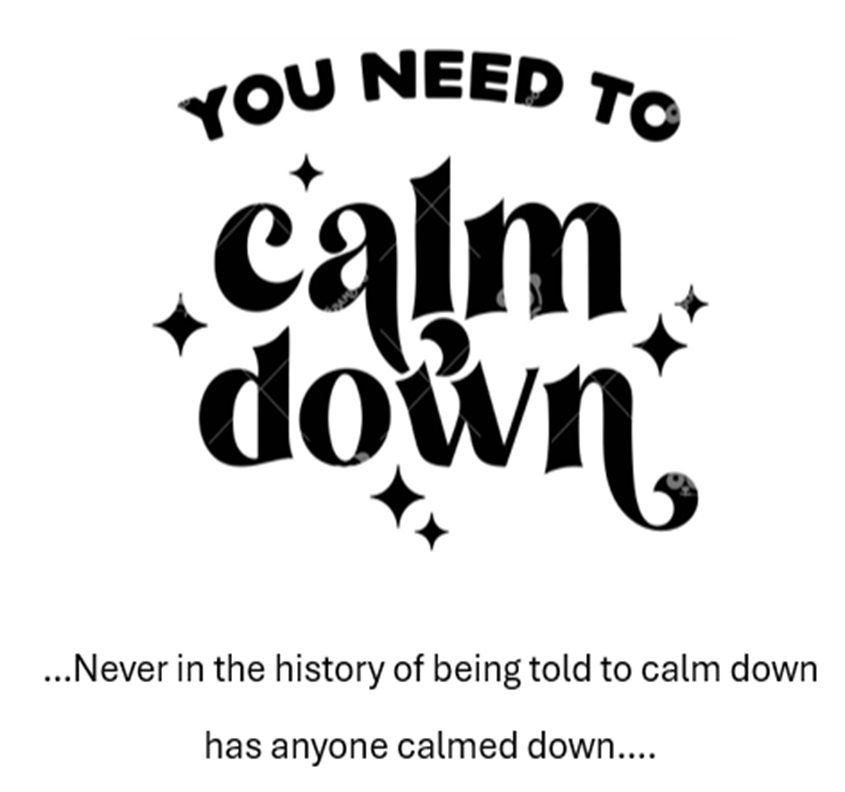 YOU NEED TO
calm
down
...Never in the history of being told to calm down
has anyone calmed down....